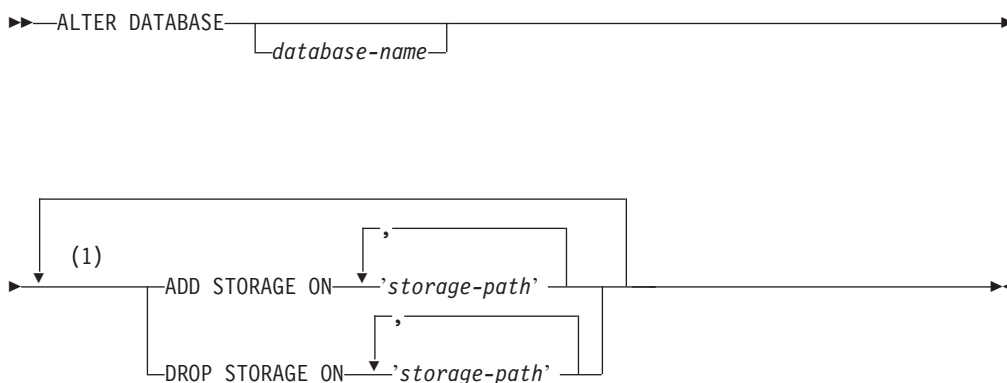 ALTER DATABASE
database-name
(1)
,
ADD STORAGE ON 'storage-path'
,
DROP STORAGE ON 'storage-path'